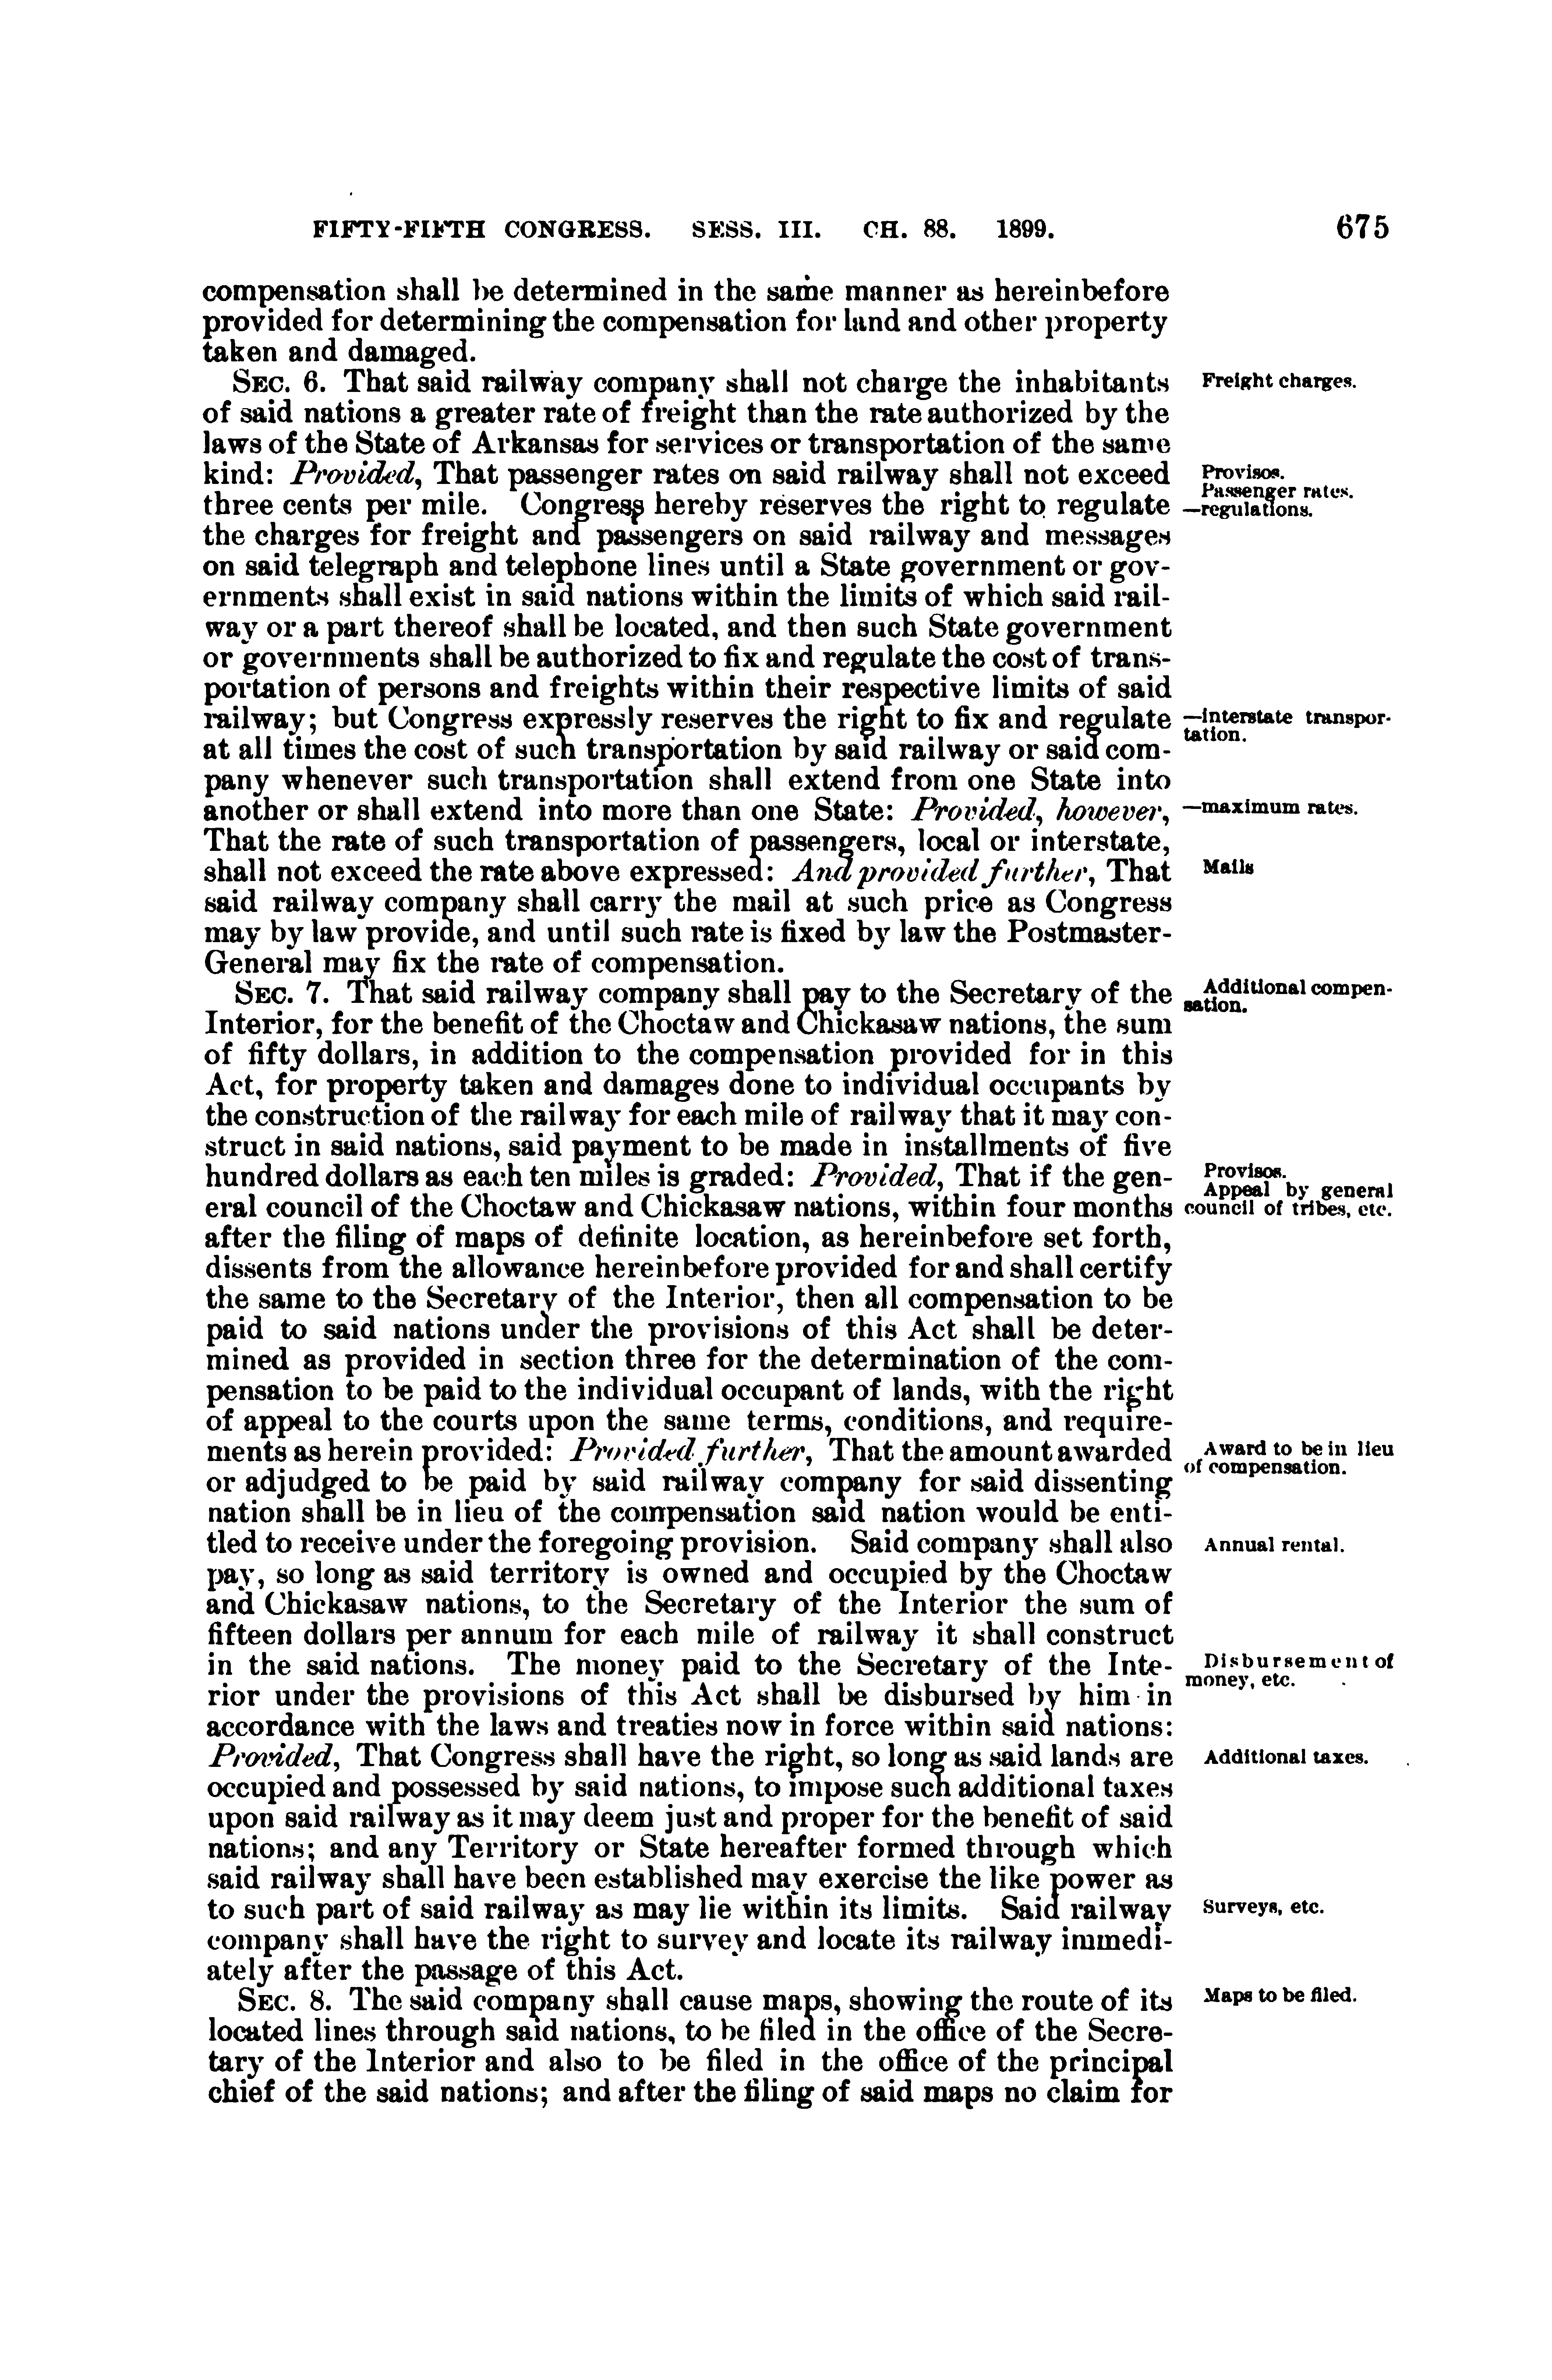 FIFTY-FIFTH CONGRESS. SESS. III. CH. 88. 1899. 675
compensation shall be determined in the same manner as hereinbefore
provided for determining the compensation for land and other property
taken and damaged.
SEC. 6. That said railway company shall not charge the inhabitants
Freight charges.
of said nations a greater rate of freight than the rate authorized by the
laws of the State of Arkansas for services or transportation of the same
kind: Provided, That passenger rates on said railway shall not exceed
Provisos.
Passenger rates.
three cents per mile. Congress hereby reserves the right to regulate
—regulations.
the charges for freight and passengers on said railway and messages
on said telegraph and telephone lines until a State government or gov-
ernments shall exist in said nations within the limits of which said rail-
way or a part thereof shall be located, and then such State government
or governments shall be authorized to fix and regulate the cost of trans-
portation of persons and freights within their respective limits of said
railway; but Congress expressly reserves the right to fix and regulate
—interstate transpor-
tation.
at all times the cost of such transportation by said railway or said com-
pany whenever such transportation shall extend from one State into
another or shall extend into more than one State: Provided, however,
—maximum rates.
That the rate of such transportation of passengers, local or interstate,
shall not exceed the rate above expressed: And provided further, That
Mails
said railway company shall carry the mail at such price as Congress
may by law provide, and until such rate is fixed by law the Postmaster-
General may fix the rate of compensation.
SEC. 7. That said railway company shall pay to the Secretary of the
Additional compen-
sation.
Interior, for the benefit of the Choctaw and Chickasaw nations, the sum
of fifty dollars, in addition to the compensation provided for in this
Act, for property taken and damages done to individual occupants by
the construction of the railway for each mile of railway that it may con-
struct in said nations, said payment to be made in installments of five
hundred dollars as each ten miles is graded: Provided, That if the gen-
Provisos.
Appeal by general
council of tribes, etc.
eral council of the Choctaw and Chickasaw nations, within four months
after the filing of maps of definite location, as hereinbefore set forth,
dissents from the allowance hereinbefore provided for and shall certify
the same to the Secretary of the Interior, then all compensation to be
paid to said nations under the provisions of this Act shall be deter-
mined as provided in section three for the determination of the com-
pensation to be paid to the individual occupant of lands, with the right
of appeal to the courts upon the same terms, conditions, and require-
ments as herein provided: Provided further, That the amount awarded
Award to be in lieu
of compensation.
or adjudged to be paid by said railway company for said dissenting
nation shall be in lieu of the compensation said nation would be enti-
tled to receive under the foregoing provision. Said company shall also
Annual rental.
pay, so long as said territory is owned and occupied by the Choctaw
and Chickasaw nations, to the Secretary of the Interior the sum of
fifteen dollars per annum for each mile of railway it shall construct
in the said nations. The money paid to the Secretary of the Inte-
Disbursement of
money, etc.
rior under the provisions of this Act shall be disbursed by him in
accordance with the laws and treaties now in force within said nations:
Provided, That Congress shall have the right, so long as said lands are
Additional taxes.
occupied and possessed by said nations, to impose such additional taxes
upon said railway as it may deem just and proper for the benefit of said
nations; and any Territory or State hereafter formed through which
said railway shall have been established may exercise the like power as
to such part of said railway as may lie within its limits. Said railway
Surveys, etc.
company shall have the right to survey and locate its railway immedi-
ately after the passage of this Act.
SEC. 8. The said company shall cause maps, showing the route of its
Maps to be filed.
located lines through said nations, to be filed in the office of the Secre-
tary of the Interior and also to be filed in the office of the principal
chief of the said nations; and after the filing of said maps no claim for